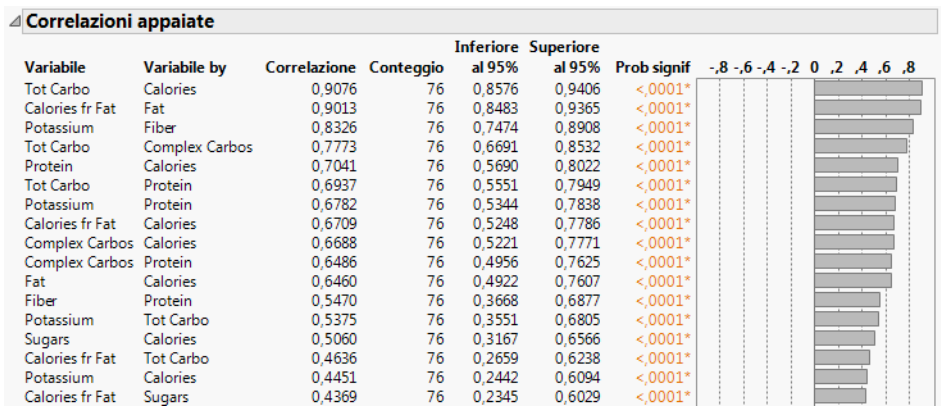 Correlazioni appaiate
Inferiore Superiore
Variabile Variabile by Correlazione Conteggio al 95% al 95% Prob signif -,8 -,6 -,4 -,2 0 ,2 ,4 ,6 ,8
Tot Carbo Calories 0,9076 76 0,8576 0,9406 <,0001*
Calories fr Fat Fat 0,9013 76 0,8483 0,9365 <,0001*
Potassium Fiber 0,8326 76 0,7474 0,8908 <,0001*
Tot Carbo Complex Carbos 0,7773 76 0,6691 0,8532 <,0001*
Protein Calories 0,7041 76 0,5690 0,8022 <,0001*
Tot Carbo Protein 0,6937 76 0,5551 0,7949 <,0001*
Potassium Protein 0,6782 76 0,5344 0,7838 <,0001*
Calories fr Fat Calories 0,6709 76 0,5248 0,7786 <,0001*
Complex Carbos Calories 0,6688 76 0,5221 0,7771 <,0001*
Complex Carbos Protein 0,6486 76 0,4956 0,7625 <,0001*
Fat Calories 0,6460 76 0,4922 0,7607 <,0001*
Fiber Protein 0,5470 76 0,3668 0,6877 <,0001*
Potassium Tot Carbo 0,5375 76 0,3551 0,6805 <,0001*
Sugars Calories 0,5060 76 0,3167 0,6566 <,0001*
Calories fr Fat Tot Carbo 0,4636 76 0,2659 0,6238 <,0001*
Potassium Calories 0,4451 76 0,2442 0,6094 <,0001*
Calories fr Fat Sugars 0,4369 76 0,2345 0,6029 <,0001*